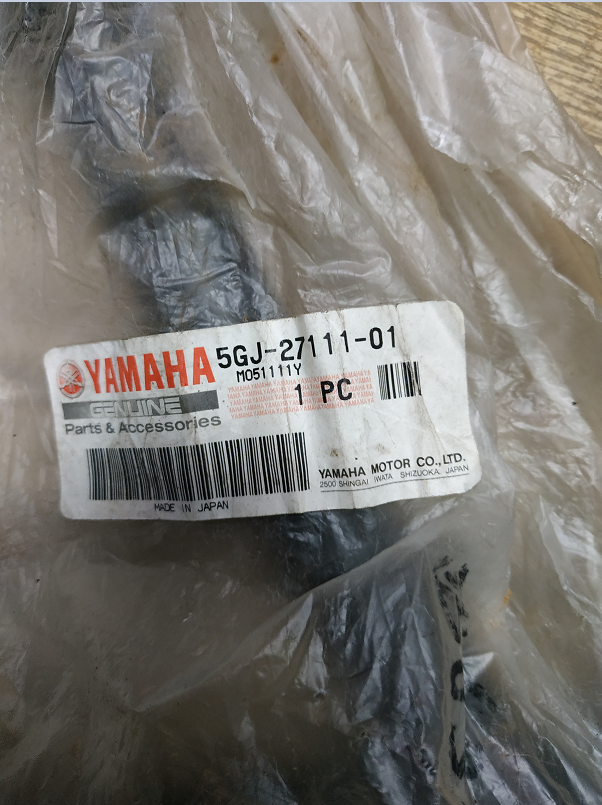 YAMAHA
5GJ-27111-01
MO51111Y
1 PC
GENUINE
Parts & Accessories
YAMAHA MOTOR CO., LTD.
2500 SHINGAI IWATA SHIZUOKA, JAPAN
MADE IN JAPAN